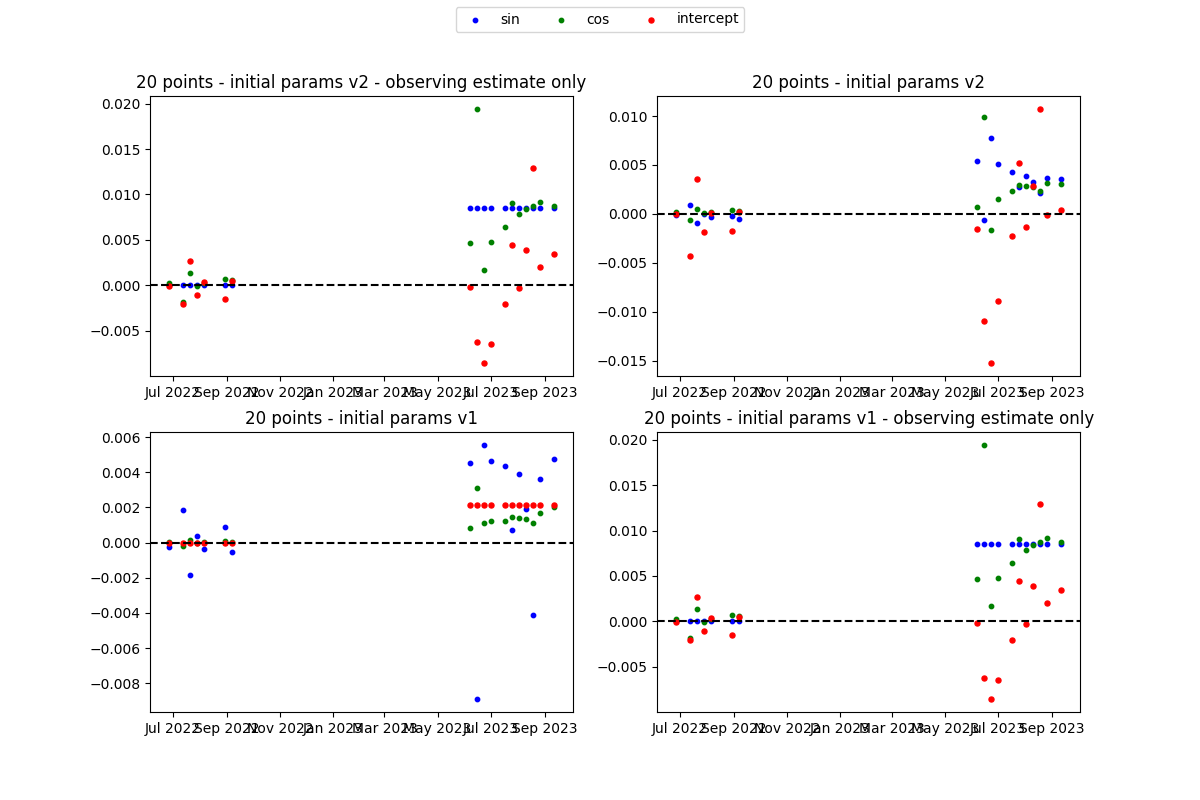 sin cos intercept
20 points - initial params v2 - observing estimate only
20 points - initial params v2
0.020
0.015
0.010
0.005
0.000
−0.005
Jul 2022 Sep 2022 Nov 2022 Jan 2023 Mar 2023 May 2023 Jul 2023 Sep 2023
0.010
0.005
0.000
−0.005
−0.010
−0.015
Jul 2022 Sep 2022 Nov 2022 Jan 2023 Mar 2023 May 2023 Jul 2023 Sep 2023
20 points - initial params v1
20 points - initial params v1 - observing estimate only
0.006
0.004
0.002
0.000
−0.002
−0.004
−0.006
−0.008
Jul 2022 Sep 2022 Nov 2022 Jan 2023 Mar 2023 May 2023 Jul 2023 Sep 2023
0.020
0.015
0.010
0.005
0.000
−0.005
Jul 2022 Sep 2022 Nov 2022 Jan 2023 Mar 2023 May 2023 Jul 2023 Sep 2023